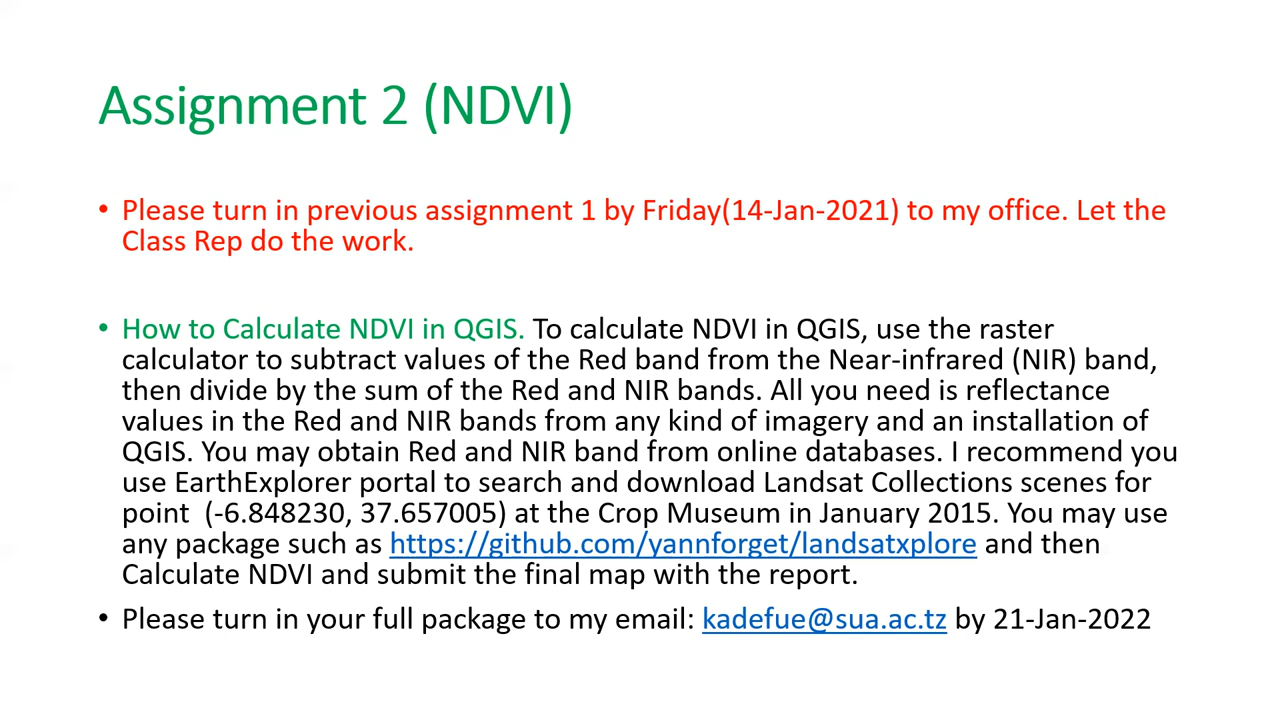 Assignment 2 (NDVI)
• Please turn in previous assignment 1 by Friday(14-Jan-2021) to my office. Let the
Class Rep do the work.
• How to Calculate NDVI in QGIS. To calculate NDVI in QGIS, use the raster
calculator to subtract values of the Red band from the Near-infrared (NIR) band,
then divide by the sum of the Red and NIR bands. All you need is reflectance
values in the Red and NIR bands from any kind of imagery and an installation of
QGIS. You may obtain Red and NIR band from online databases. I recommend you
use EarthExplorer portal to search and download Landsat Collections scenes for
point  (-6.848230, 37.657005) at the Crop Museum in January 2015. You may use
any package such as https://github.com/yannforget/landsatxplore and then
Calculate NDVI and submit the final map with the report.
• Please turn in your full package to my email: kadefue@sua.ac.tz by 21-Jan-2022